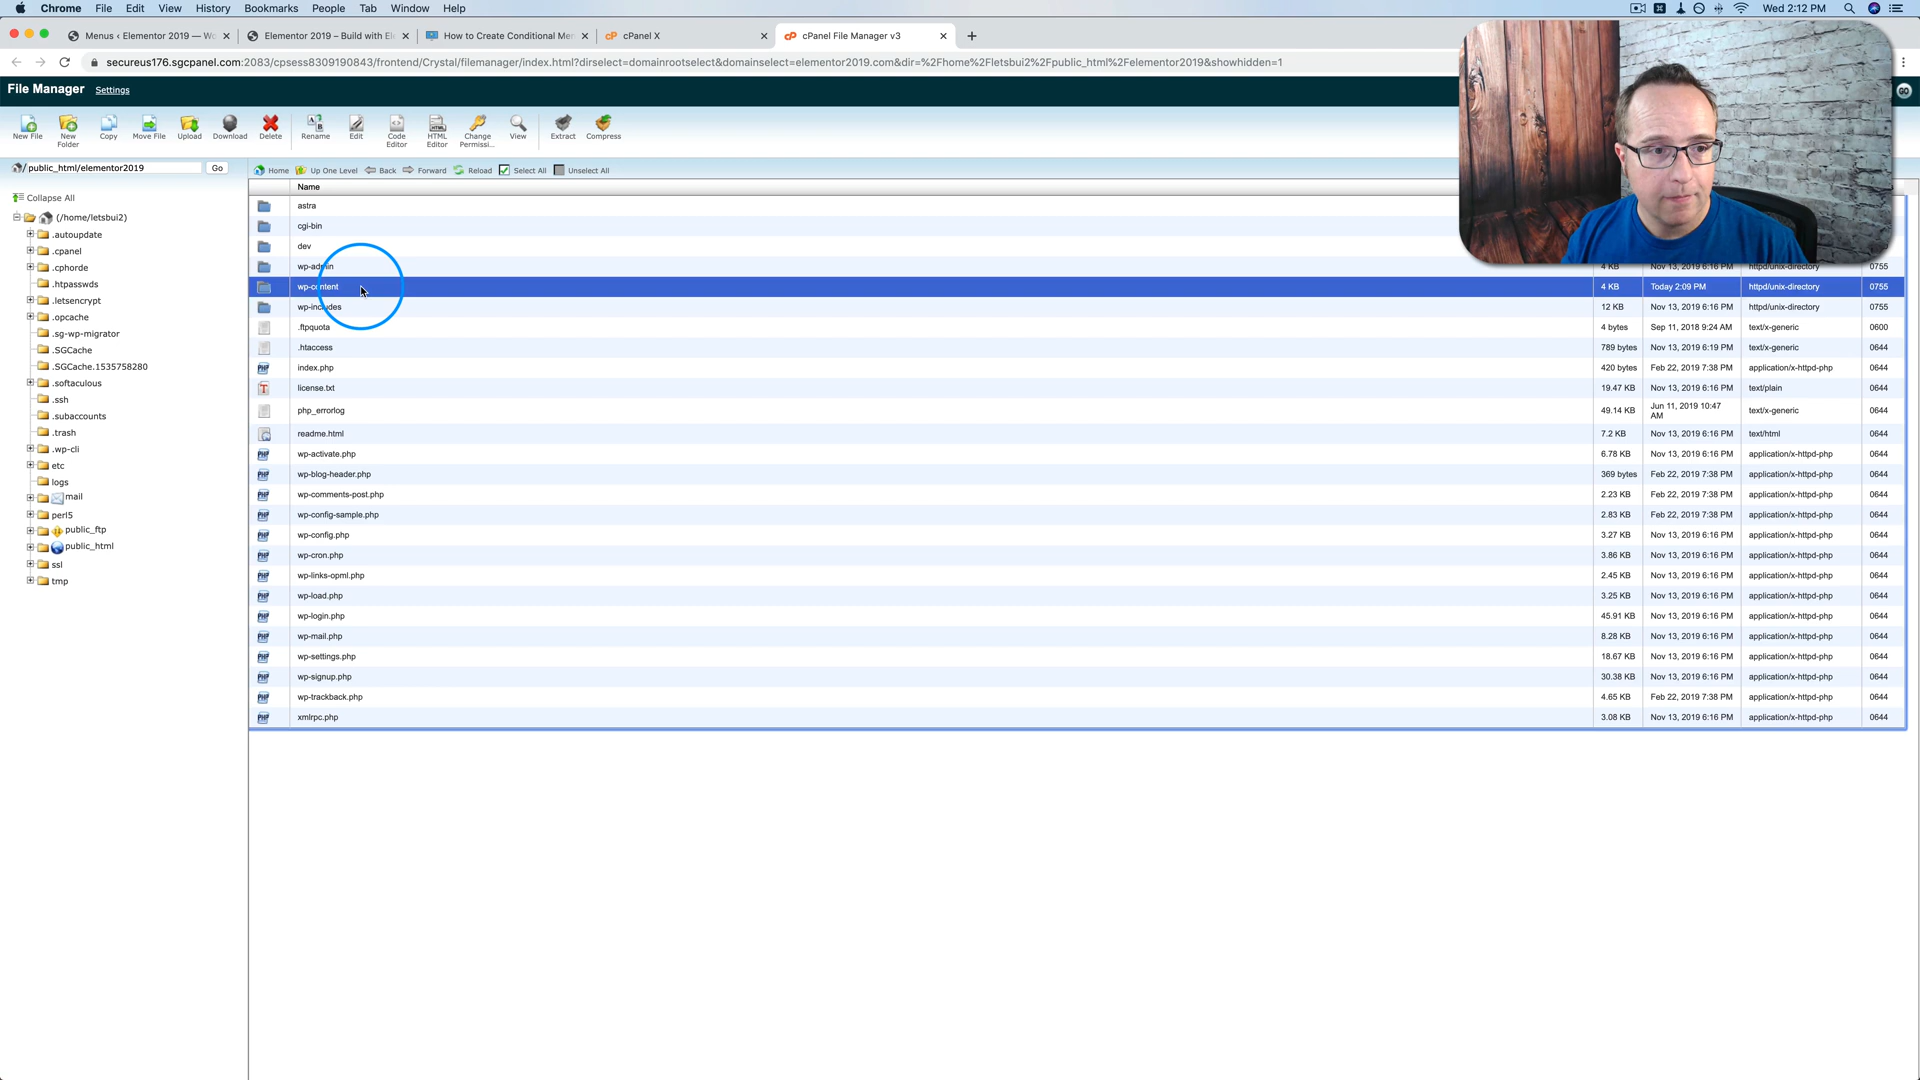 Chrome File Edit View History Bookmarks People Tab Window Help Wed 2:12 PM
Menus ‹ Elementor 2019 — Wo Elementor 2019 – Build with El How to Create Conditional Men cPanel X cPanel File Manager v3
secureus176.sgcpanel.com:2083/cpsess8309190843/frontend/Crystal/filemanager/index.html?dirselect=domainrootselect&domainselect=elementor2019.com&dir=%2Fhome%2Fletsbui2%2Fpublic_html%2Felementor2019&showhidden=1
File Manager Settings GO
New File New Folder Copy Move File Upload Download Delete Rename Edit Code Editor HTML Editor Change Permissi... View Extract Compress
/ public_html/elementor2019 Go
Home Up One Level Back Forward Reload Select All Unselect All
Collapse All
(/home/letsbui2)
.autoupdate
.cpanel
.cphorde
.htpasswds
.letsencrypt
.opcache
.sg-wp-migrator
.SGCache
.SGCache.1535758280
.softaculous
.ssh
.subaccounts
.trash
.wp-cli
etc
logs
mail
perl5
public_ftp
public_html
ssl
tmp
Name
astra
cgi-bin
dev
wp-admin 4 KB Nov 13, 2019 6:16 PM httpd/unix-directory 0755
wp-content 4 KB Today 2:09 PM httpd/unix-directory 0755
wp-includes 12 KB Nov 13, 2019 6:16 PM httpd/unix-directory 0755
.ftpquota 4 bytes Sep 11, 2018 9:24 AM text/x-generic 0600
.htaccess 789 bytes Nov 13, 2019 6:19 PM text/x-generic 0644
index.php 420 bytes Feb 22, 2019 7:38 PM application/x-httpd-php 0644
license.txt 19.47 KB Nov 13, 2019 6:16 PM text/plain 0644
php_errorlog 49.14 KB Jun 11, 2019 10:47 AM text/x-generic 0644
readme.html 7.2 KB Nov 13, 2019 6:16 PM text/html 0644
wp-activate.php 6.78 KB Nov 13, 2019 6:16 PM application/x-httpd-php 0644
wp-blog-header.php 369 bytes Feb 22, 2019 7:38 PM application/x-httpd-php 0644
wp-comments-post.php 2.23 KB Feb 22, 2019 7:38 PM application/x-httpd-php 0644
wp-config-sample.php 2.83 KB Feb 22, 2019 7:38 PM application/x-httpd-php 0644
wp-config.php 3.27 KB Nov 13, 2019 6:16 PM application/x-httpd-php 0644
wp-cron.php 3.86 KB Nov 13, 2019 6:16 PM application/x-httpd-php 0644
wp-links-opml.php 2.45 KB Nov 13, 2019 6:16 PM application/x-httpd-php 0644
wp-load.php 3.25 KB Nov 13, 2019 6:16 PM application/x-httpd-php 0644
wp-login.php 45.91 KB Nov 13, 2019 6:16 PM application/x-httpd-php 0644
wp-mail.php 8.28 KB Nov 13, 2019 6:16 PM application/x-httpd-php 0644
wp-settings.php 18.67 KB Nov 13, 2019 6:16 PM application/x-httpd-php 0644
wp-signup.php 30.38 KB Nov 13, 2019 6:16 PM application/x-httpd-php 0644
wp-trackback.php 4.65 KB Feb 22, 2019 7:38 PM application/x-httpd-php 0644
xmlrpc.php 3.08 KB Nov 13, 2019 6:16 PM application/x-httpd-php 0644